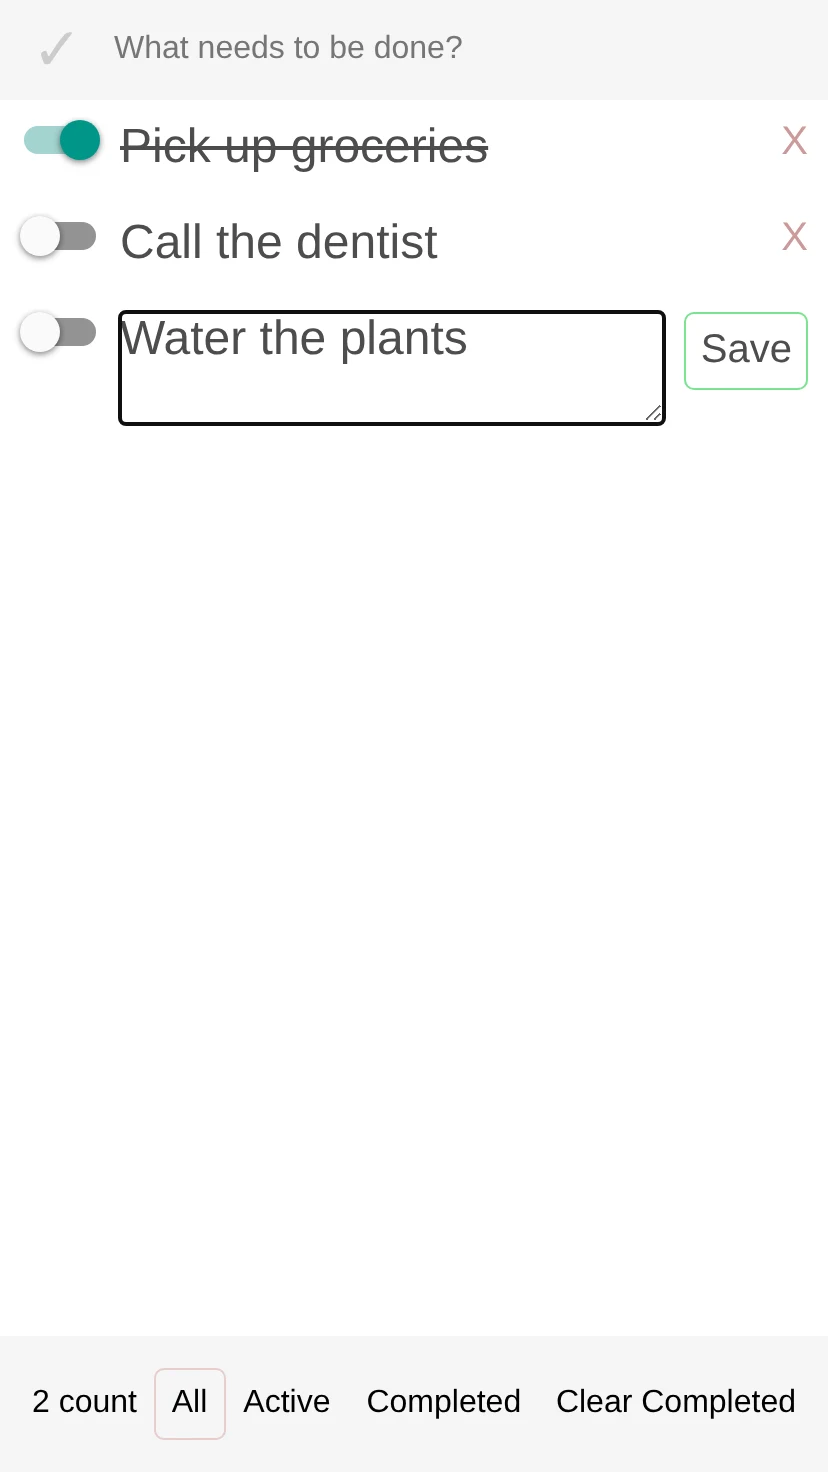 ✓ What needs to be done?
Pick up groceries X
Call the dentist X
Water the plants Save
2 count All Active Completed Clear Completed